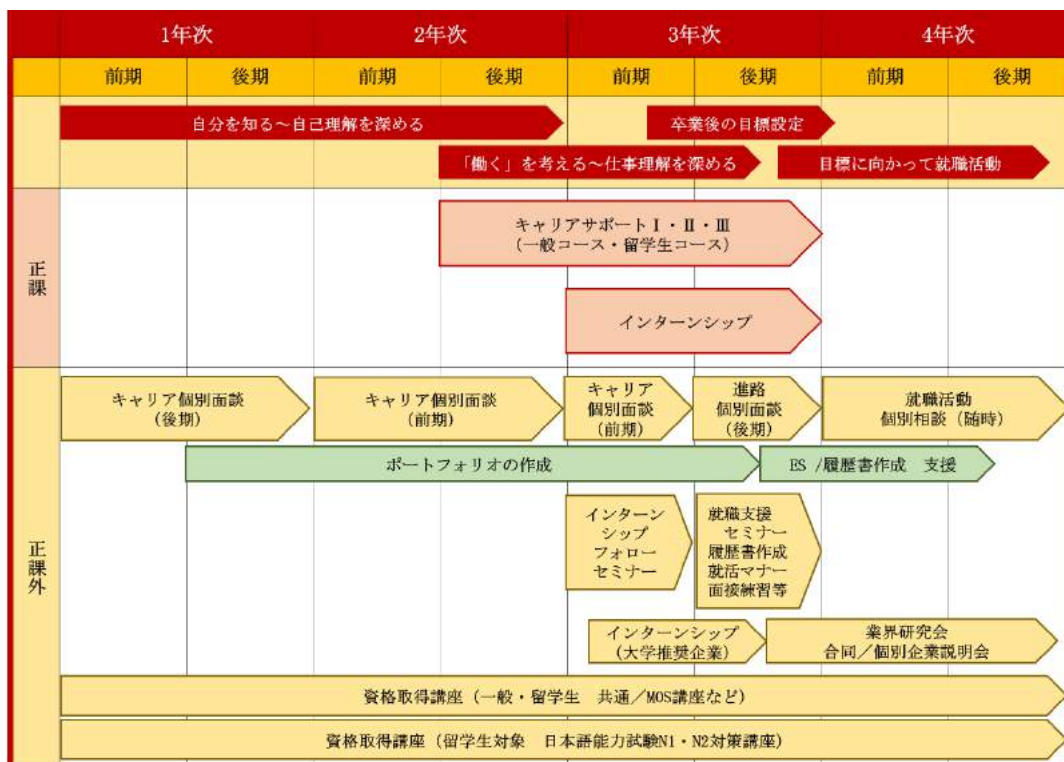 1年次
2年次
3年次
4年次
前期
後期
前期
後期
前期
後期
前期
後期
自分を知る～自己理解を深める
卒業後の目標設定
「働く」を考える～仕事理解を深める
目標に向かって就職活動
正課
キャリアサポートⅠ・Ⅱ・Ⅲ
(一般コース・留学生コース)
インターンシップ
正課外
キャリア個別面談
(後期)
キャリア個別面談
(前期)
キャリア
個別面談
(前期)
進路
個別面談
(後期)
就職活動
個別相談（随時）
ポートフォリオの作成
ES /履歴書作成　支援
インターン
シップ
フォロー
セミナー
就職支援
セミナー
履歴書作成
就活マナー
面接練習等
インターンシップ
(大学推奨企業)
業界研究会
合同／個別企業説明会
資格取得講座（一般・留学生　共通／MOS講座など）
資格取得講座（留学生対象　日本語能力試験N1・N2対策講座）